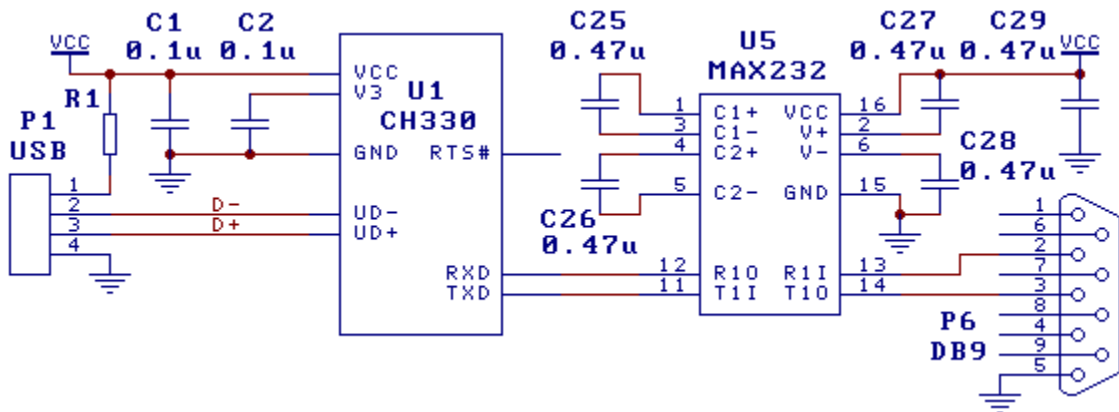 C1 C2
0.1u 0.1u
C25
0.47u
U5
MAX232
C27 C29
0.47u 0.47u
VCC
VCC
R1
P1
USB
1
2
3
4
D-
D+
VCC
V3
U1
CH330
GND RTS#
UD-
UD+
RXD
TXD
C26
0.47u
1
3
4
5
12
11
C1+ VCC
C1- V+
C2+ V-
C2- GND
R1O R1I
T1I T1O
16
2
6
15
13
14
C28
0.47u
1
6
2
7
3
8
4
9
5
P6
DB9